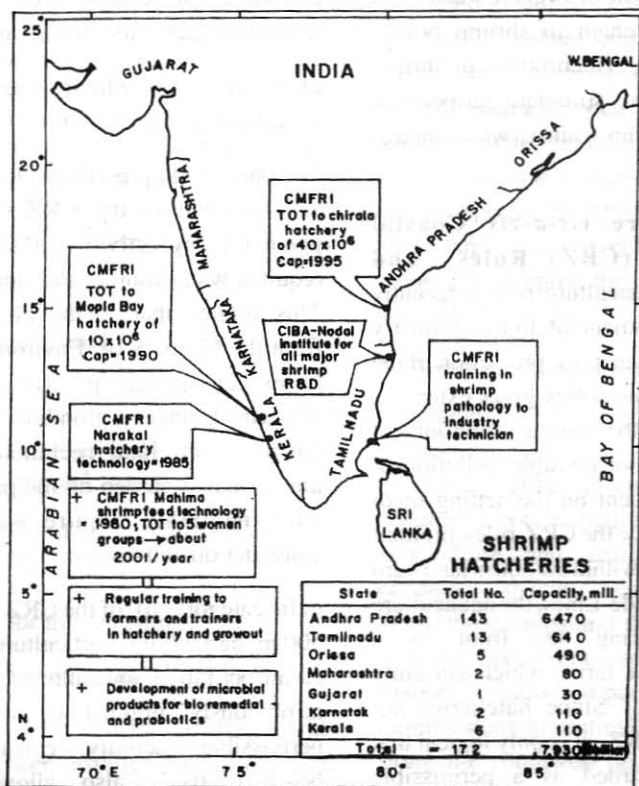 25°
GUJARAT
INDIA
W.BENGAL
20°
ORISSA
MAHARASHTRA
CMFRI
TOT to chirala
hatchery
of 40x10⁶
Cap-1995
ANDHRA PRADESH
CMFRI
TOT to
Mopla Bay
hatchery of
10x10⁶
Cap-1990
15°
KARNATAKA
CIBA-Nodal
Institute for
all major
shrimp
R&D
CMFRI
Training in
shrimp
pathology to
industry
technician
BAY OF BENGAL
ARABIAN SEA
KERALA
TAMIL NADU
CMFRI
Narakal
hatchery
technology-1985
10°
SRI
LANKA
+ CMFRI Mahima
shrimpfeed technology
1980; TOT to 5 women
groups → about
200t/year
5°
+ Regular training to
farmers and trainers
In hatchery and growout
+ Development of microbial
products for bioremedial
and probiotics
4°
N
SHRIMP
HATCHERIES
State Total No. Capacity, mill.
Andhra Pradesh 143 6470
Tamilnadu 13 640
Orissa 5 490
Maharashtra 2 80
Gujarat 1 30
Karnatak 2 110
Kerala 6 110
Total 172 7,930
70°E 75° 80° 85°